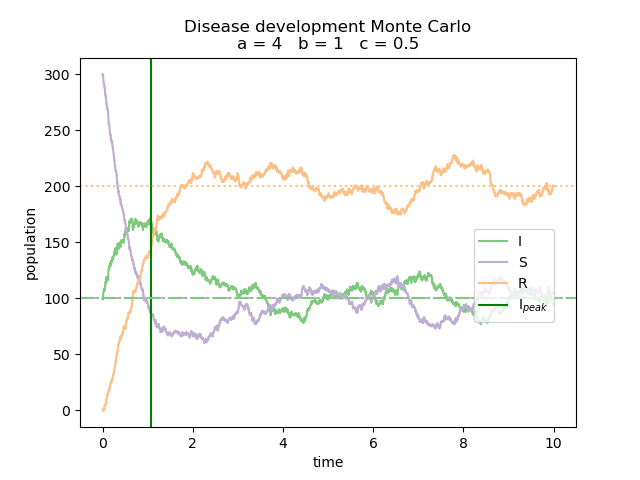 Disease development Monte Carlo
a = 4 b = 1 c = 0.5
population
300
250
200
150
100
50
0
I
S
R
I_peak
0 2 4 6 8 10
time